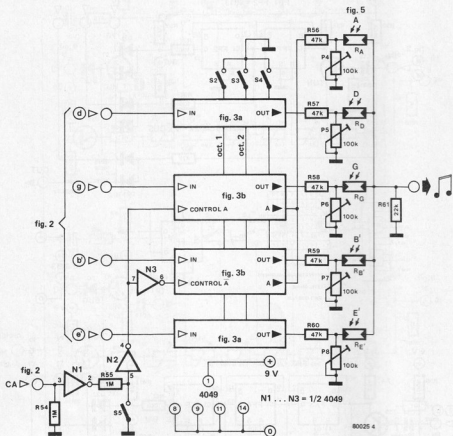 fig. 5
A
R56
47k
RA
P4
100k
S2
S3
S4
D
R57
47k
RD
P5
100k
d
IN
fig. 3a
OUT
oct. 1
oct. 2
G
R58
47k
RG
P6
100k
g
IN
OUT
fig. 3b
CONTROL A
A
R61
22k
fig. 2
B'
R59
47k
RB'
P7
100k
b'
IN
OUT
fig. 3b
CONTROL A
A
7
N3
6
E'
R60
47k
RE'
P8
100k
e'
IN
fig. 3a
OUT
4
N2
5
fig. 2
CA
3
N1
2
R55
1M
R54
1M
S5
+
9 V
1
4049
N1 . . . N3 = 1/2 4049
8
9
11
14
0
80025 4